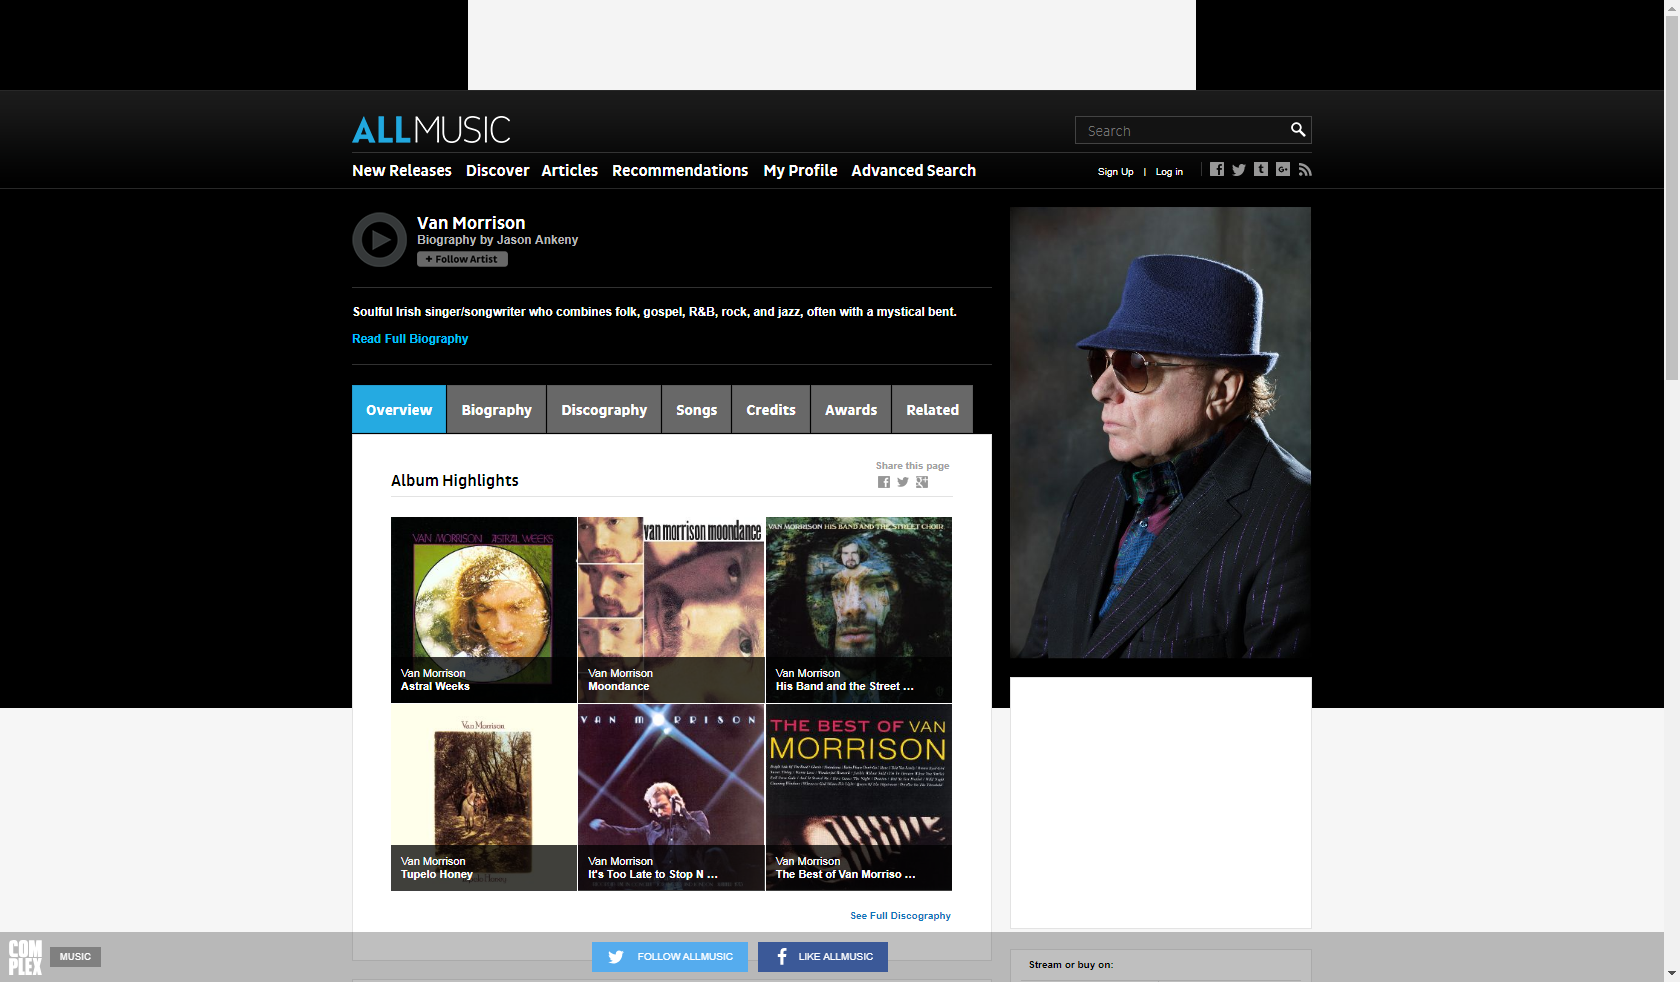 ALLMUSIC
Search
New Releases Discover Articles Recommendations My Profile Advanced Search
Sign Up | Log in
Van Morrison
Biography by Jason Ankeny
+ Follow Artist
Soulful Irish singer/songwriter who combines folk, gospel, R&B, rock, and jazz, often with a mystical bent.
Read Full Biography
Overview Biography Discography Songs Credits Awards Related
Share this page
Album Highlights
VAN MORRISON ASTRAL WEEKS
van morrison moondance
VAN MORRISON HIS BAND AND THE STREET CHOIR
Van Morrison
Astral Weeks
Van Morrison
Moondance
Van Morrison
His Band and the Street ...
Van Morrison
VAN MORRISON
THE BEST OF VAN
MORRISON
Van Morrison
Tupelo Honey
Van Morrison
It's Too Late to Stop N ...
Van Morrison
The Best of Van Morriso ...
See Full Discography
COMPLEX
MUSIC
FOLLOW ALLMUSIC
LIKE ALLMUSIC
Stream or buy on: